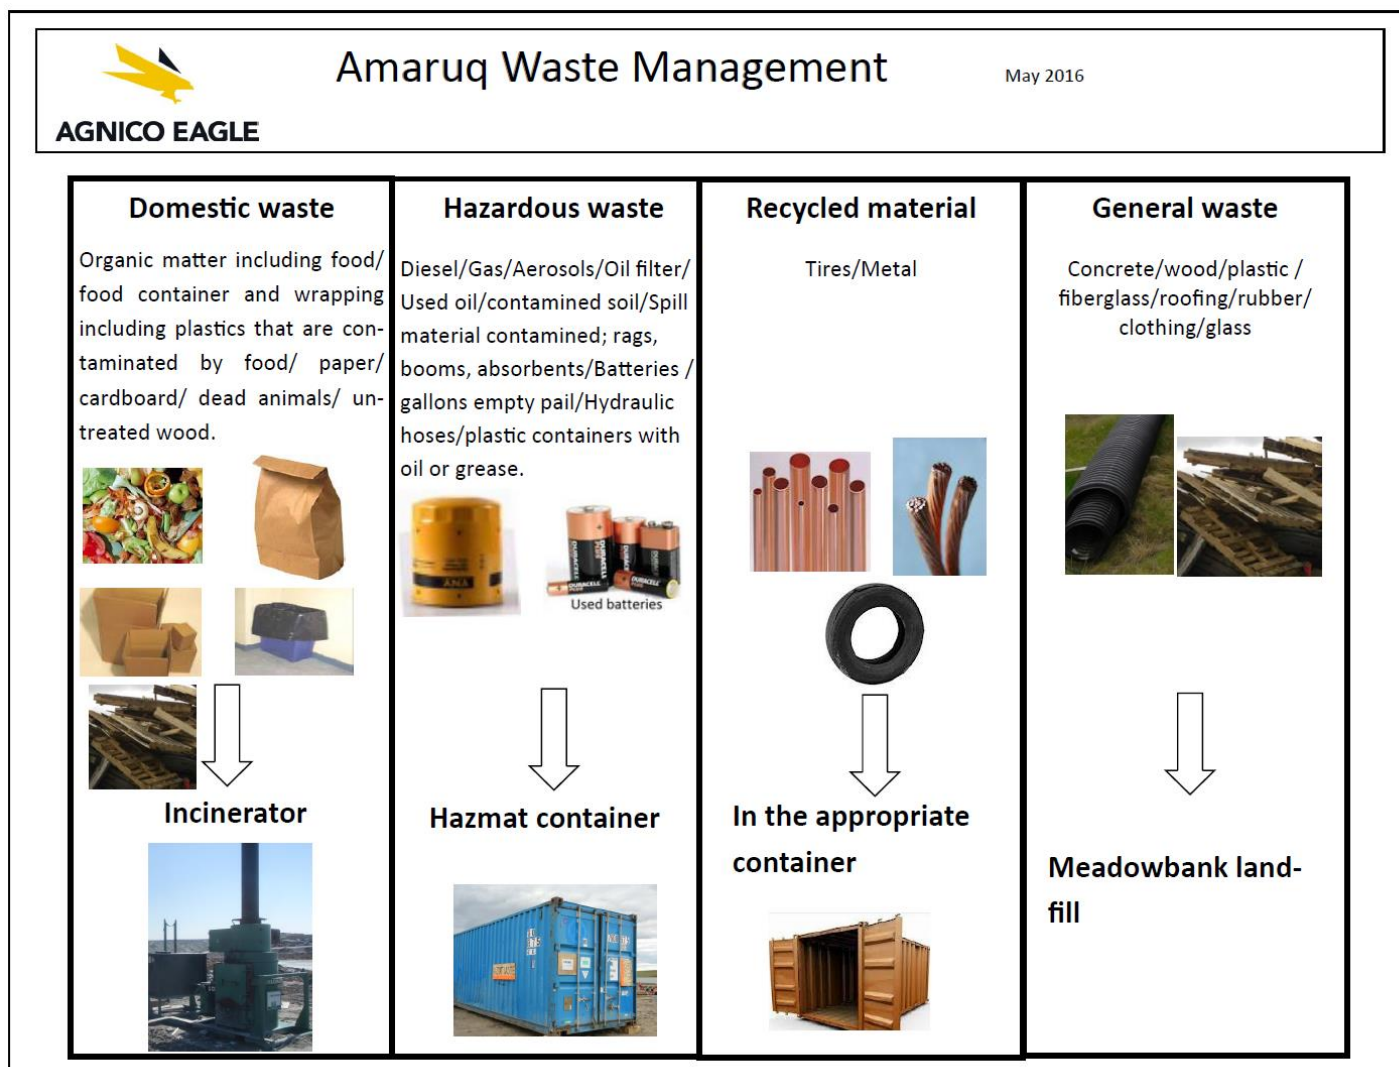 Amaruq Waste Management
May 2016
AGNICO EAGLE
Domestic waste
Organic matter including food/
food container and wrapping
including plastics that are con-
taminated by food/ paper/
cardboard/ dead animals/ un-
treated wood.
Incinerator
Hazardous waste
Diesel/Gas/Aerosols/Oil filter/
Used oil/contamined soil/Spill
material contamined; rags,
booms, absorbents/Batteries /
gallons empty pail/Hydraulic
hoses/plastic containers with
oil or grease.
DURACELL
DURACELL
DURACELL
Used batteries
Hazmat container
Recycled material
Tires/Metal
In the appropriate
container
General waste
Concrete/wood/plastic /
fiberglass/roofing/rubber/
clothing/glass
Meadowbank land-
fill